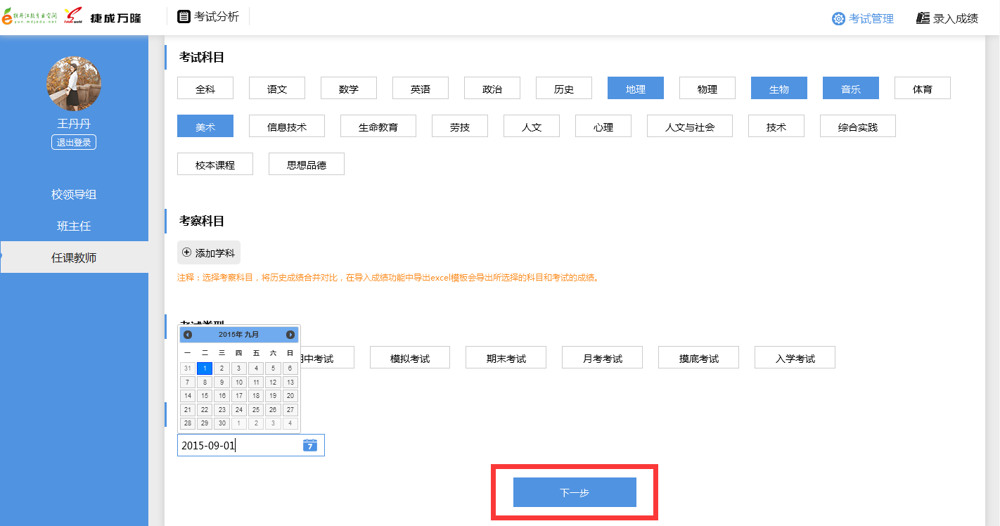 牡丹江教育云空间
yun.mdjedu.net
Future world
捷成万隆
考试分析
考试管理
录入成绩
王丹丹
退出登录
校领导组
班主任
任课教师
考试科目
全科 语文 数学 英语 政治 历史 地理 物理 生物 音乐 体育
美术 信息技术 生命教育 劳技 人文 心理 人文与社会 技术 综合实践
校本课程 思想品德
考察科目
添加学科
注释：选择考察科目，将历史成绩合并对比，在导入成绩功能中导出excel模板会导出所选择的科目和考试的成绩。
考试类型
期中考试 模拟考试 期末考试 月考考试 摸底考试 入学考试
2015年 九月
一 二 三 四 五 六 日
31 1 2 3 4 5 6
7 8 9 10 11 12 13
14 15 16 17 18 19 20
21 22 23 24 25 26 27
28 29 30 1 2 3 4
2015-09-01
7
下一步